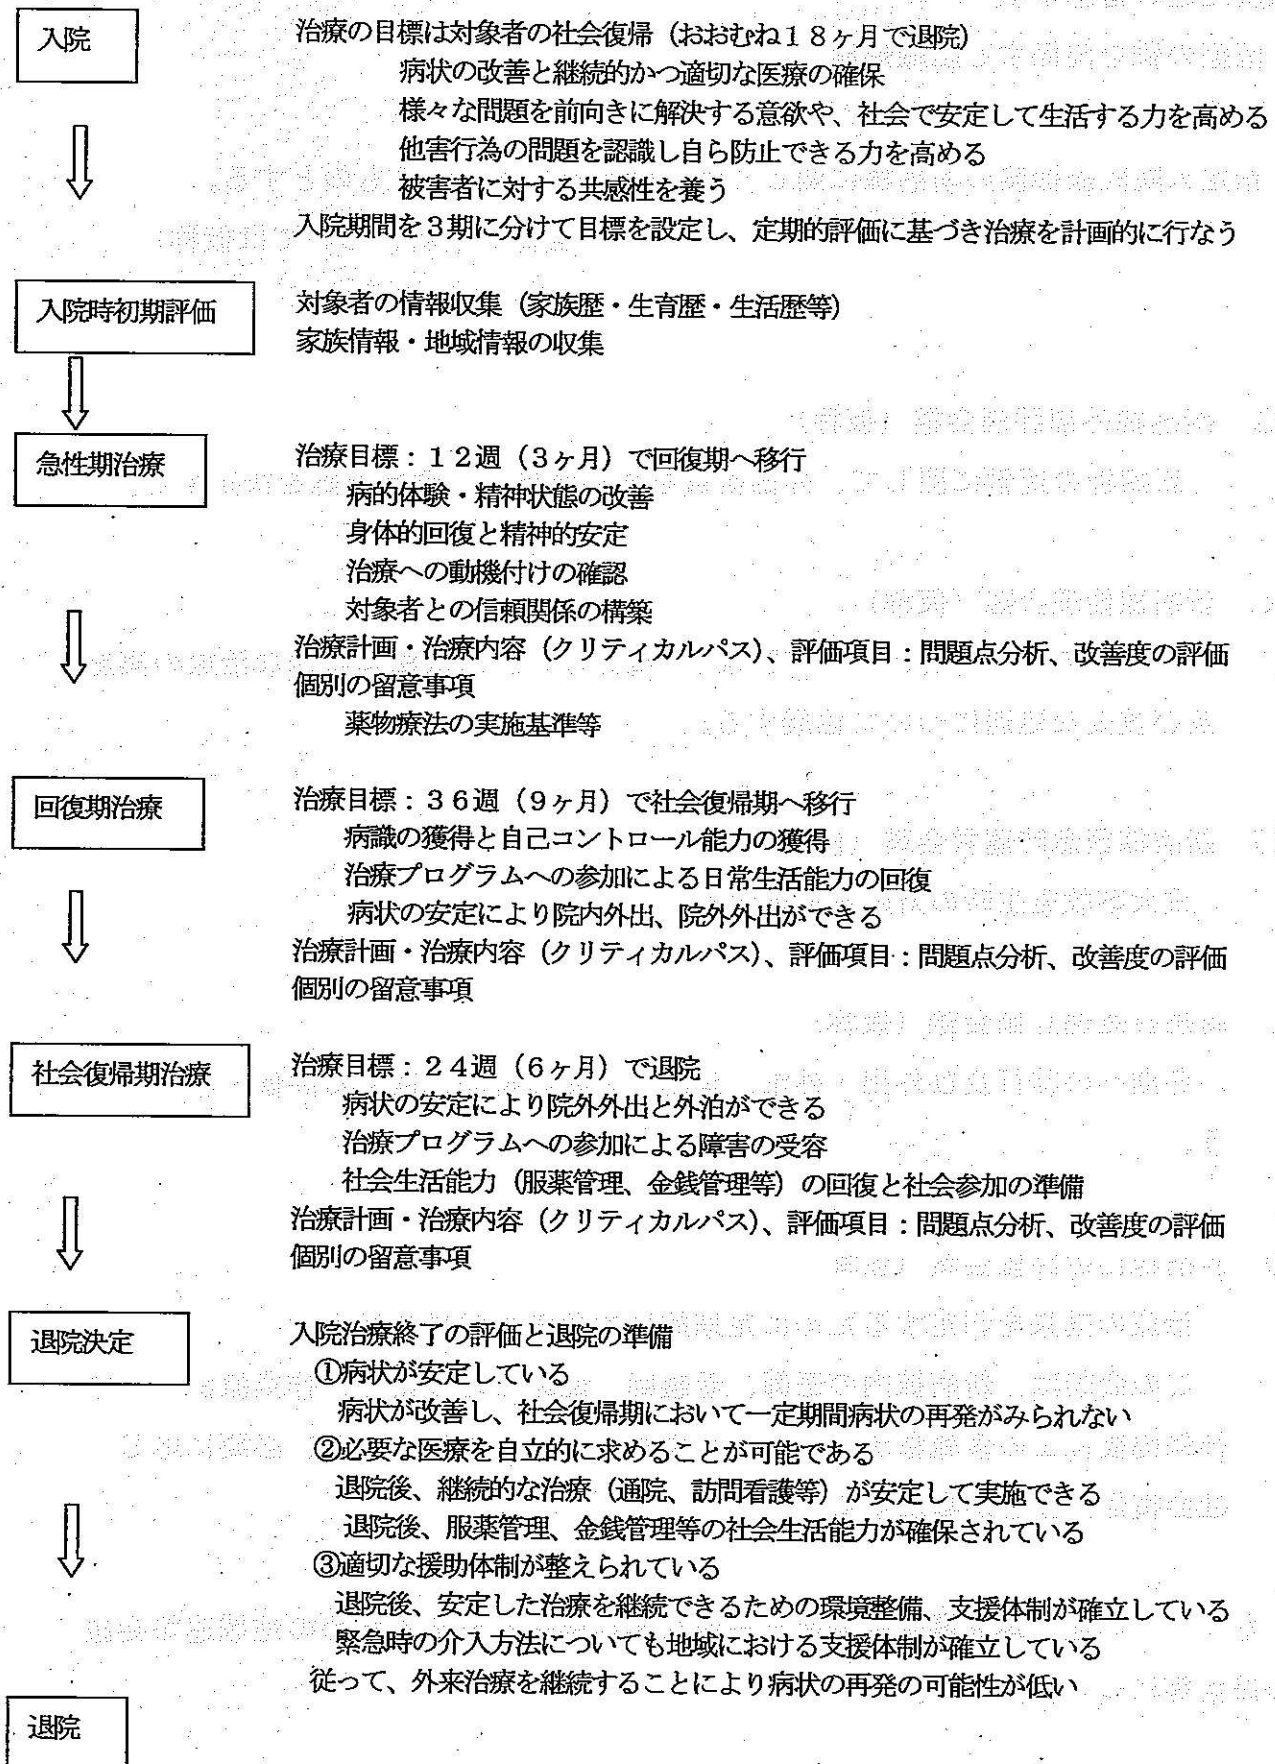 入院
治療の目標は対象者の社会復帰(おおむね18ヶ月で退院)
病状の改善と継続的かつ適切な医療の確保
様々な問題を前向きに解決する意欲や、社会で安定して生活する力を高める
他害行為の問題を認識し自ら防止できる力を高める
被害者に対する共感性を養う
入院期間を3期に分けて目標を設定し、定期的評価に基づき治療を計画的に行なう
入院時初期評価
対象者の情報収集(家族歴・生育歴・生活歴等)
家族情報・地域情報の収集
急性期治療
治療目標:12週(3ヶ月)で回復期へ移行
病的体験・精神状態の改善
身体的回復と精神的安定
治療への動機付けの確認
対象者との信頼関係の構築
治療計画・治療内容(クリティカルパス)、評価項目:問題点分析、改善度の評価
個別の留意事項
薬物療法の実施基準等
回復期治療
治療目標:36週(9ヶ月)で社会復帰期へ移行
病識の獲得と自己コントロール能力の獲得
治療プログラムへの参加による日常生活能力の回復
病状の安定により院内外出、院外外出ができる
治療計画・治療内容(クリティカルパス)、評価項目:問題点分析、改善度の評価
個別の留意事項
社会復帰期治療
治療目標:24週(6ヶ月)で退院
病状の安定により院外外出と外泊ができる
治療プログラムへの参加による障害の受容
社会生活能力(服薬管理、金銭管理等)の回復と社会参加の準備
治療計画・治療内容(クリティカルパス)、評価項目:問題点分析、改善度の評価
個別の留意事項
退院決定
入院治療終了の評価と退院の準備
①病状が安定している
病状が改善し、社会復帰期において一定期間病状の再発がみられない
②必要な医療を自立的に求めることが可能である
退院後、継続的な治療(通院、訪問看護等)が安定して実施できる
退院後、服薬管理、金銭管理等の社会生活能力が確保されている
③適切な援助体制が整えられている
退院後、安定した治療を継続できるための環境整備、支援体制が確立している
緊急時の介入方法についても地域における支援体制が確立している
従って、外来治療を継続することにより病状の再発の可能性が低い
退院